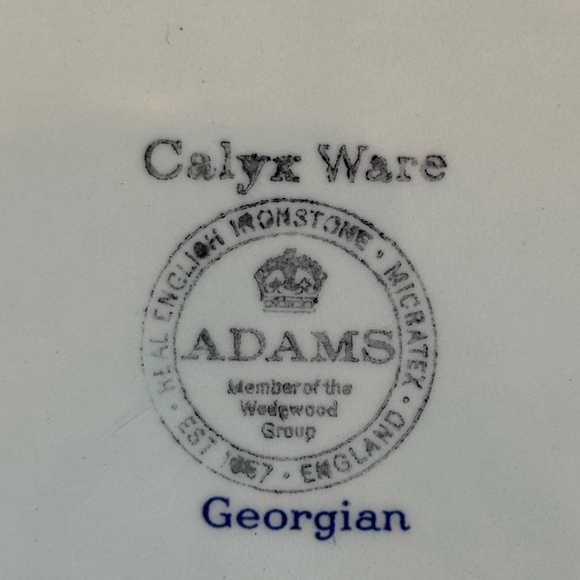 Calyx Ware
REAL ENGLISH IRONSTONE · MICRATEX ·
ADAMS
Member of the
Wedgwood
Group
· EST 1657 · ENGLAND
Georgian